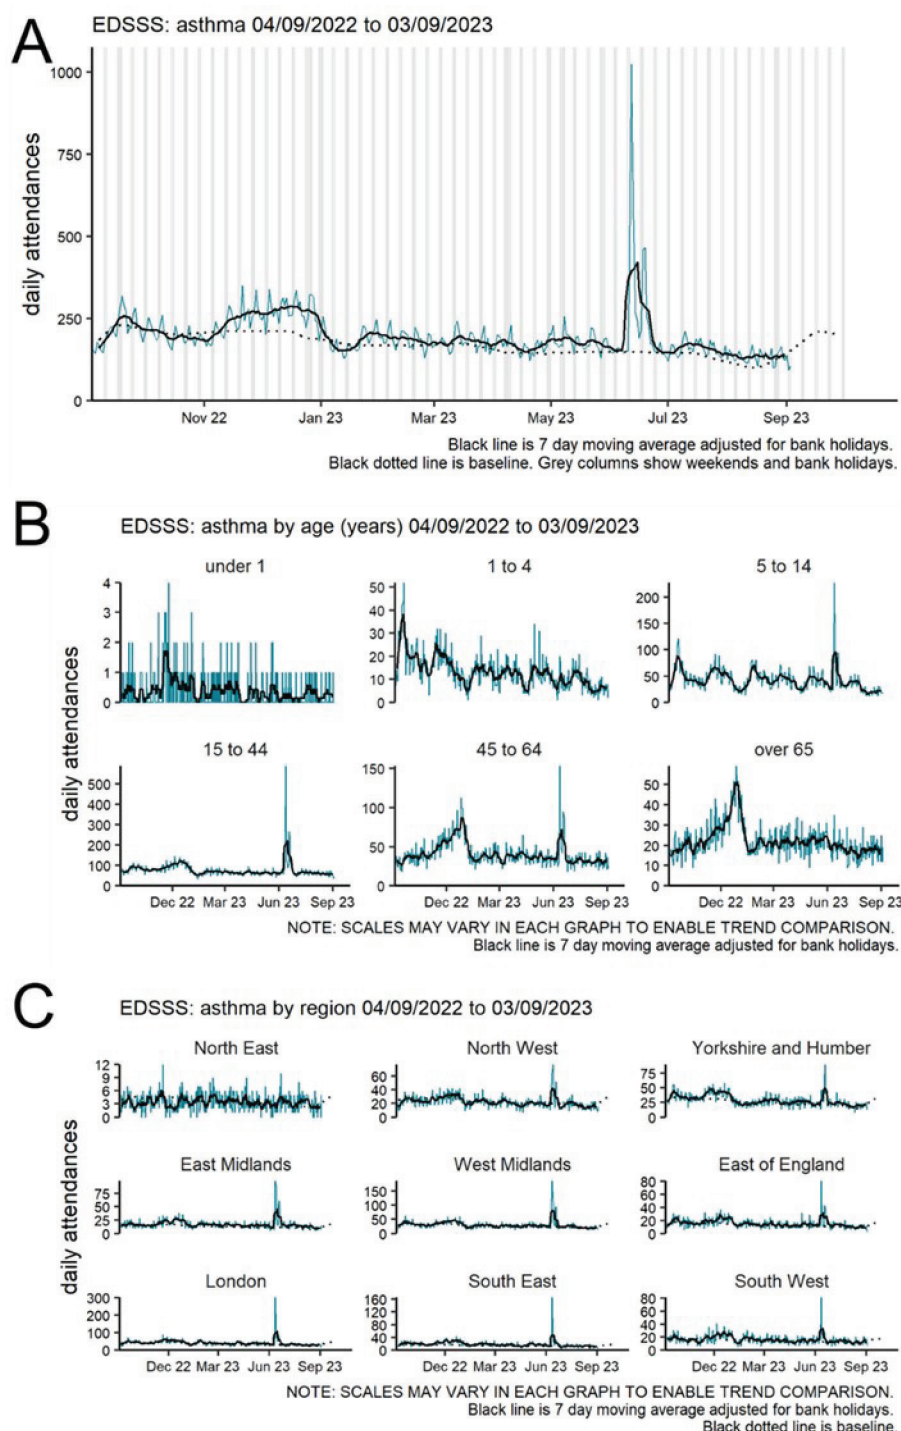 A
EDSSS: asthma 04/09/2022 to 03/09/2023
daily attendances
1000
750
500
250
0
Nov 22 Jan 23 Mar 23 May 23 Jul 23 Sep 23
Black line is 7 day moving average adjusted for bank holidays.
Black dotted line is baseline. Grey columns show weekends and bank holidays.
B
EDSSS: asthma by age (years) 04/09/2022 to 03/09/2023
daily attendances
under 1
4
3
2
1
0
1 to 4
50
40
30
20
10
0
5 to 14
200
150
100
50
0
15 to 44
500
400
300
200
100
0
Dec 22 Mar 23 Jun 23 Sep 23
45 to 64
150
100
50
0
Dec 22 Mar 23 Jun 23 Sep 23
over 65
50
40
30
20
10
0
Dec 22 Mar 23 Jun 23 Sep 23
NOTE: SCALES MAY VARY IN EACH GRAPH TO ENABLE TREND COMPARISON.
Black line is 7 day moving average adjusted for bank holidays.
C
EDSSS: asthma by region 04/09/2022 to 03/09/2023
daily attendances
North East
12
9
6
3
0
North West
60
40
20
0
Yorkshire and Humber
75
50
25
0
East Midlands
75
50
25
0
West Midlands
150
100
50
0
East of England
80
60
40
20
0
London
300
200
100
0
Dec 22 Mar 23 Jun 23 Sep 23
South East
160
120
80
40
0
Dec 22 Mar 23 Jun 23 Sep 23
South West
80
60
40
20
0
Dec 22 Mar 23 Jun 23 Sep 23
NOTE: SCALES MAY VARY IN EACH GRAPH TO ENABLE TREND COMPARISON.
Black line is 7 day moving average adjusted for bank holidays.
Black dotted line is baseline.